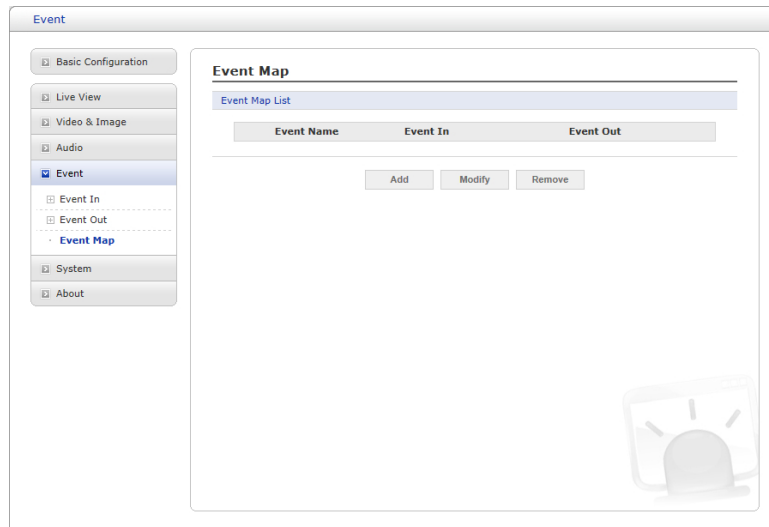 Event
Basic Configuration
Live View
Video & Image
Audio
Event
Event In
Event Out
Event Map
System
About
Event Map
Event Map List
Event Name Event In Event Out
Add Modify Remove